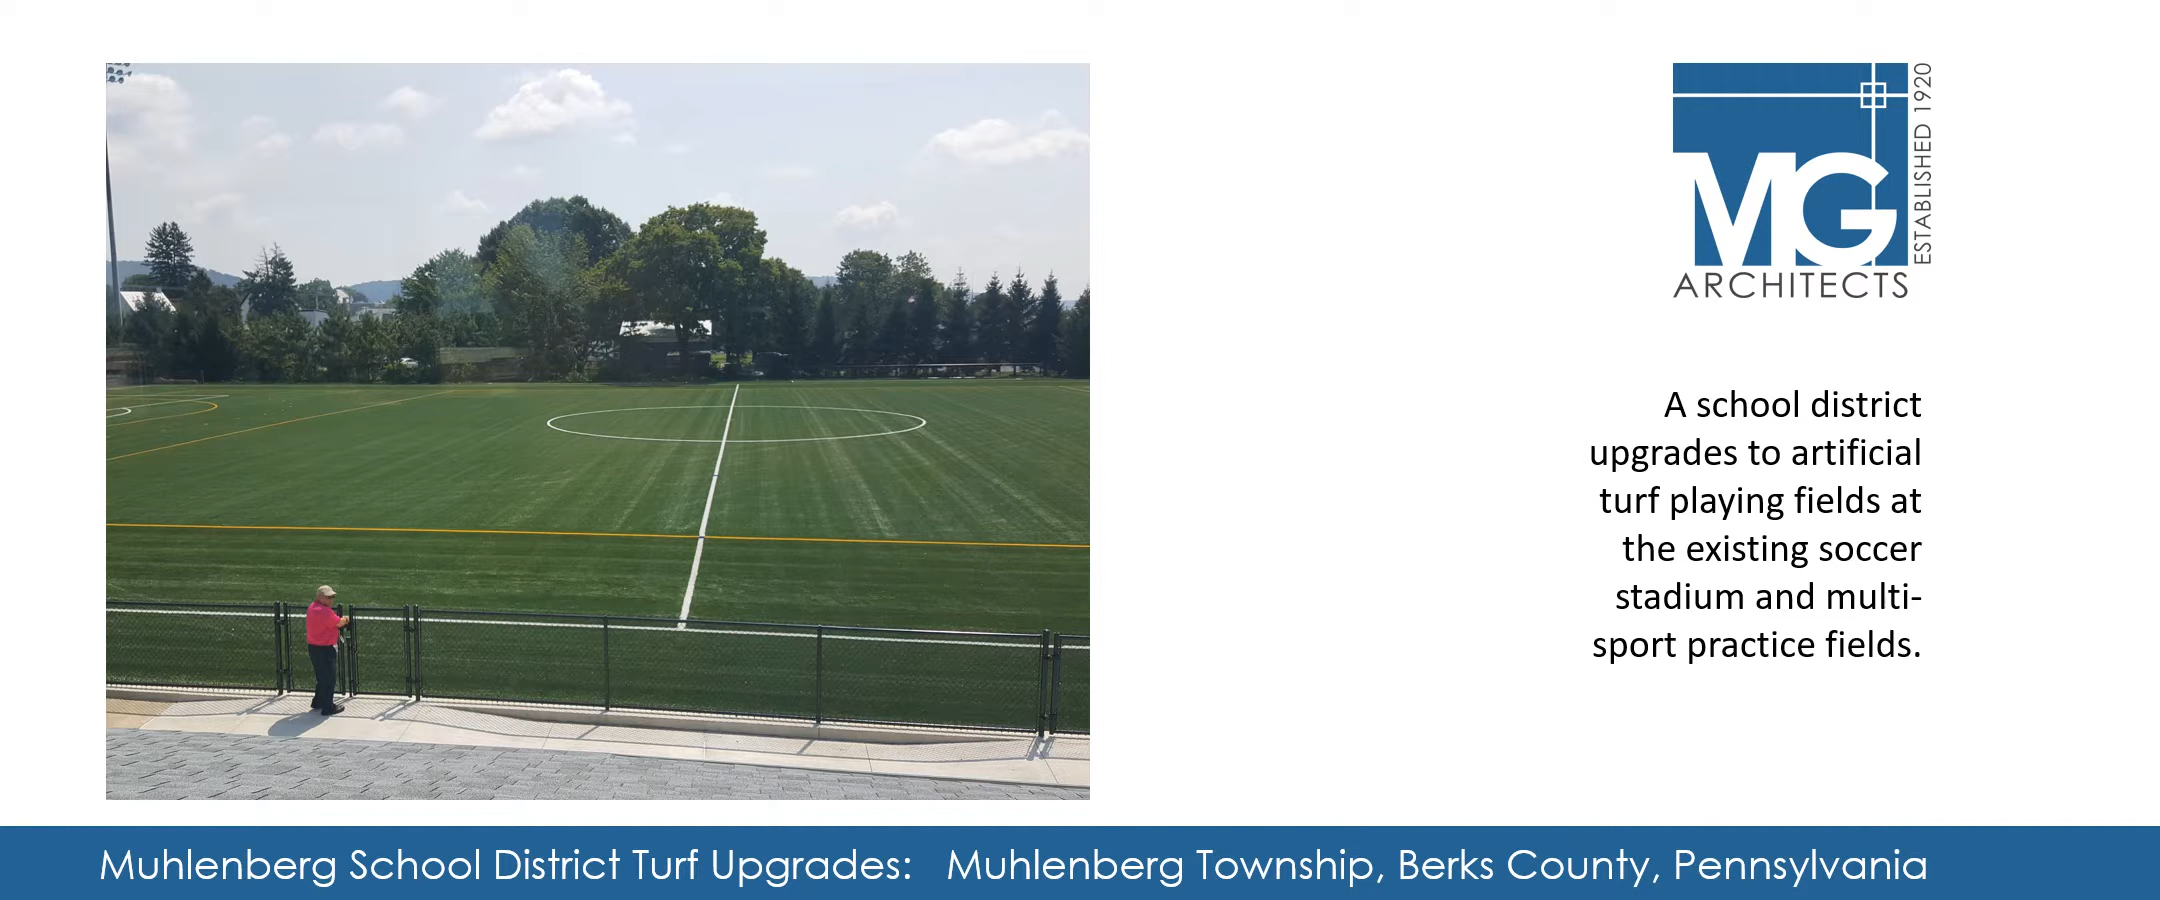 MG
ARCHITECTS
ESTABLISHED 1920
A school district
upgrades to artificial
turf playing fields at
the existing soccer
stadium and multi-
sport practice fields.
Muhlenberg School District Turf Upgrades:   Muhlenberg Township, Berks County, Pennsylvania